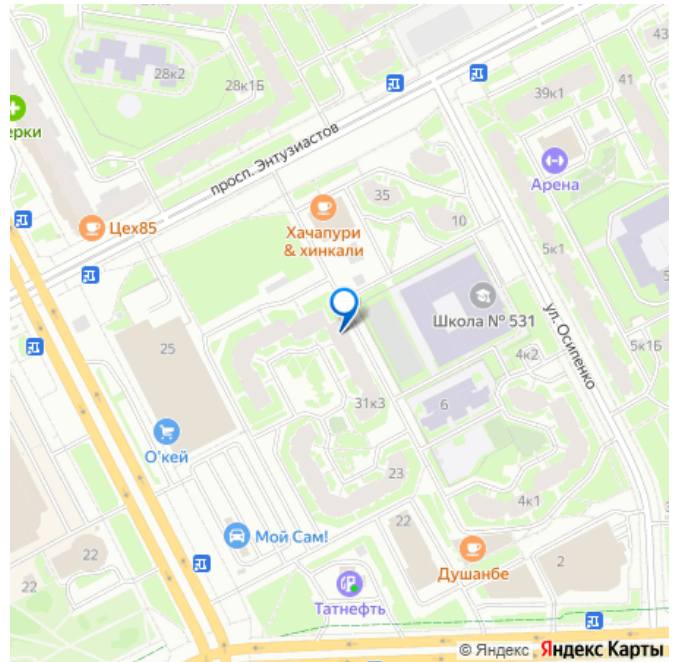 28к2
28к1Б
43
41
39к1
ерки
просп. Энтузиастов
Арена
35
Хачапури
& хинкали
10
Цех85
5к1
5
Школа № 531
ул. Осипенко
25
4к2
5к1Б
31к3
6
О'кей
23
4к1
22
Мой Сам!
22
22
Душанбе
2
3
Татнефть
© Яндекс Яндекс Карты